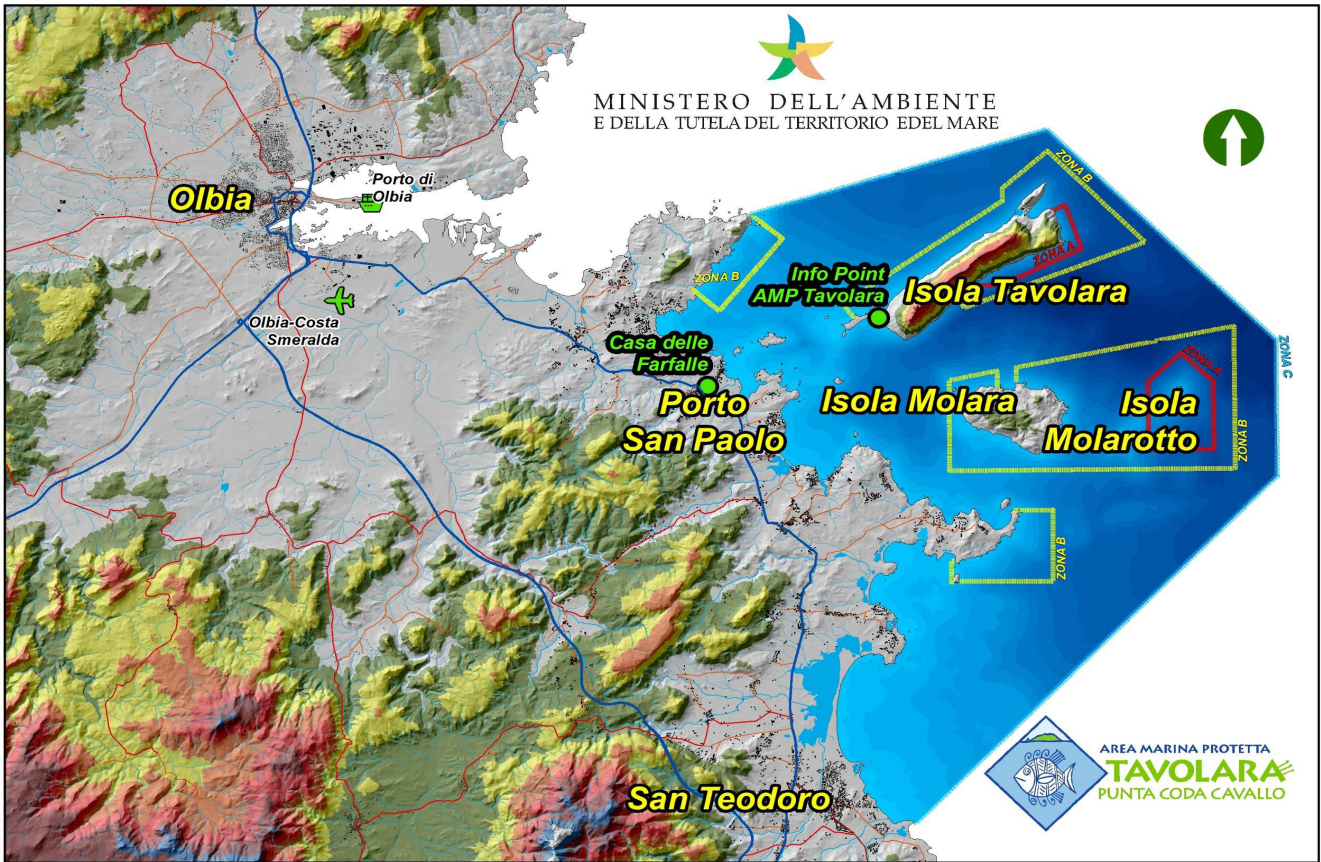 MINISTERO DELL'AMBIENTE
E DELLA TUTELA DEL TERRITORIO EDEL MARE
ZONA B
Porto di
Olbia
Olbia
ZONA B
ZONA A
Info Point
AMP Tavolara
Isola Tavolara
Olbia-Costa
Smeralda
Casa delle
Farfalle
ZONA C
ZONA A
Porto
San Paolo
Isola Molara
Isola
Molarotto
ZONA B
ZONA B
AREA MARINA PROTETTA
TAVOLARA
PUNTA CODA CAVALLO
San Teodoro